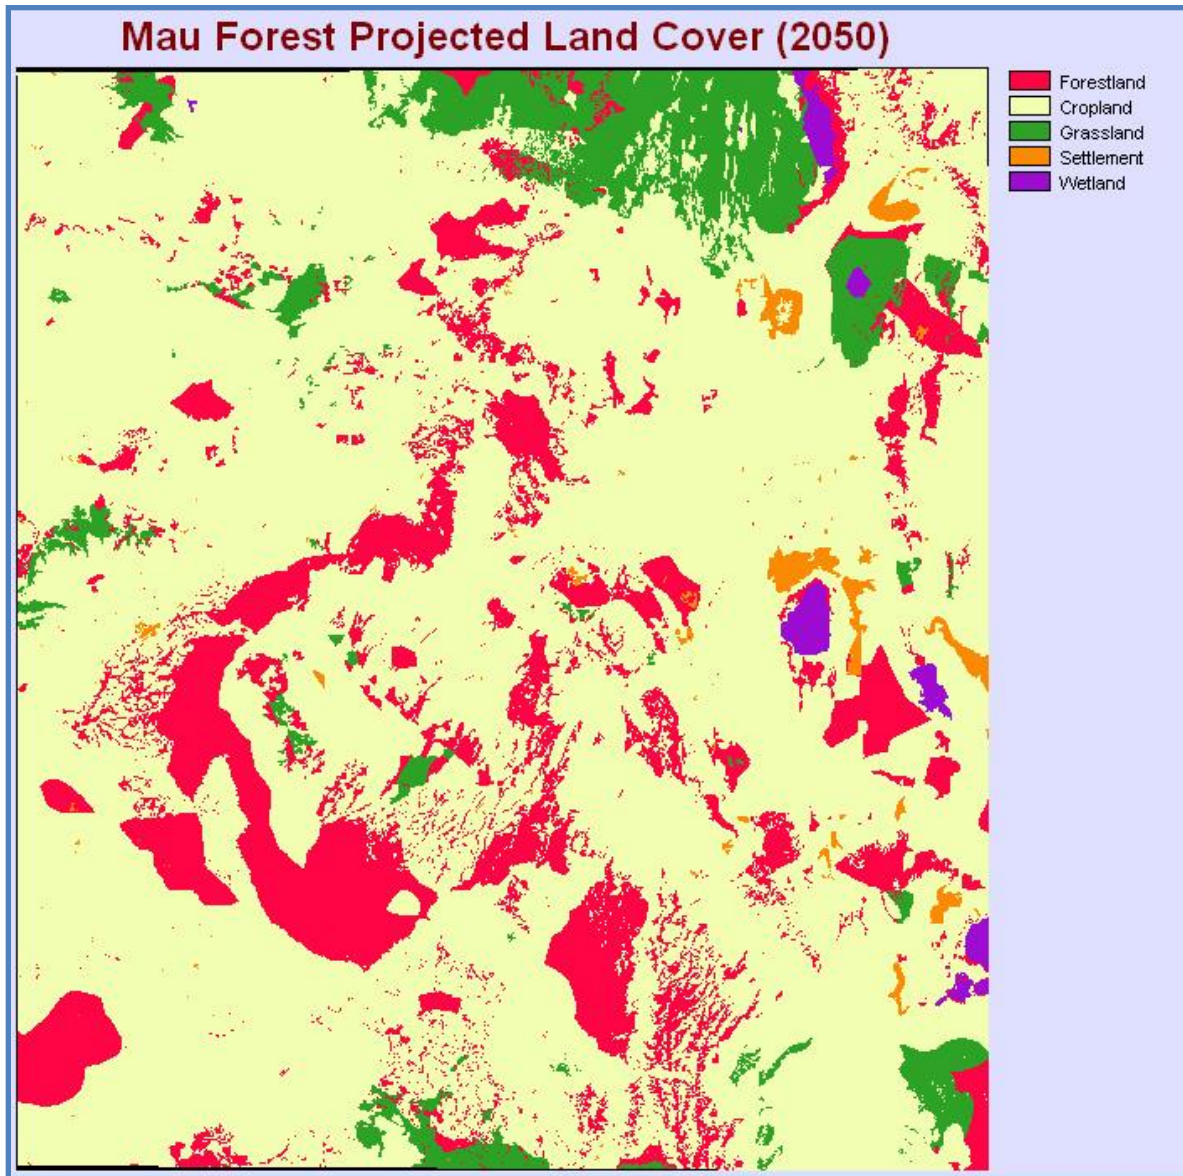 Mau Forest Projected Land Cover (2050)
Forestland
Cropland
Grassland
Settlement
Wetland